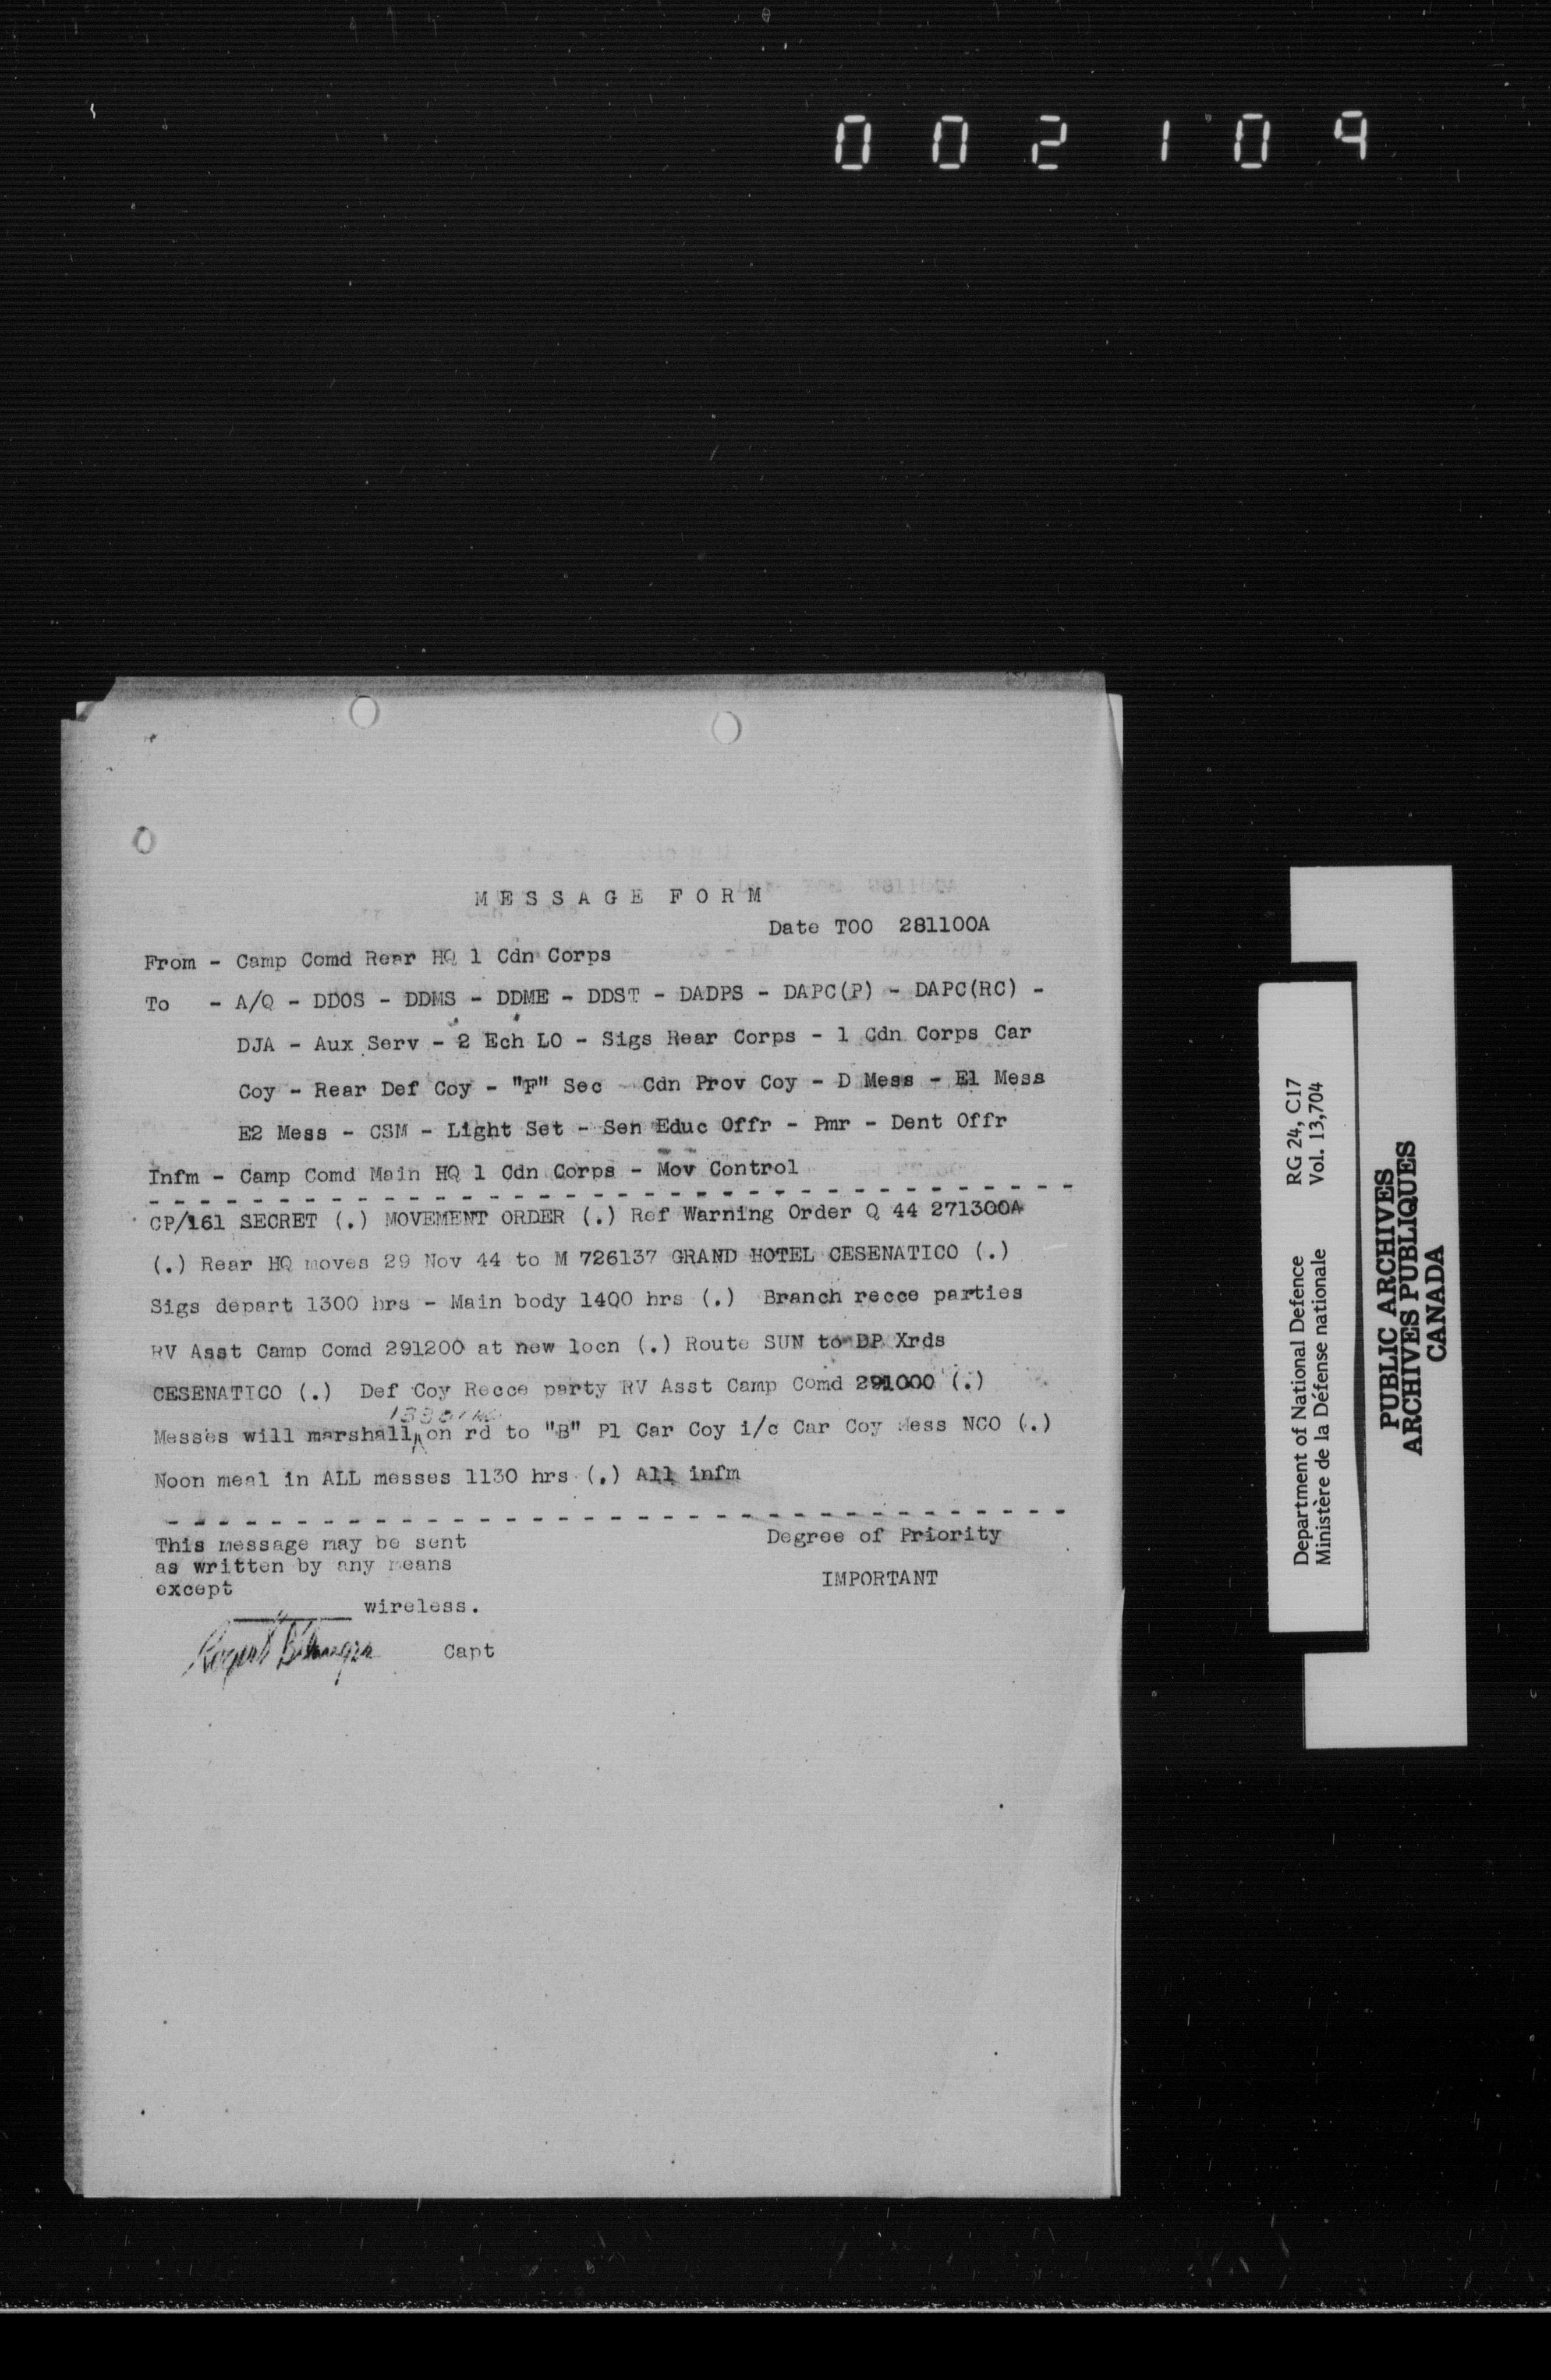 002109
MESSAGE FORM
Date TOO 281100A
From - Camp Comd Rear HQ 1 Cdn Corps
To - A/Q - DDOS - DDMS - DDME - DDST - DADPS - DAPC(P) - DAPC(RC) -
DJA - Aux Serv - 2 Ech LO - Sigs Rear Corps - 1 Cdn Corps Car
Coy - Rear Def Coy - "F" Sec Cdn Prov Coy - D Mess - E1 Mess
E2 Mess - CSM - Light Set - Sen Educ Offr - Pmr - Dent Offr
Infm - Camp Comd Main HQ 1 Cdn Corps - Mov Control
CP/161 SECRET (.) MOVEMENT ORDER (.) Ref Warning Order Q 44 271300A
(.) Rear HQ moves 29 Nov 44 to M 726137 GRAND HOTEL CESENATICO (.)
Sigs depart 1300 hrs - Main body 1400 hrs (.) Branch recce parties
RV Asst Camp Comd 291200 at new locn (.) Route SUN to DP Xrds
CESENATICO (.) Def Coy Recce party RV Asst Camp Comd 291000 (.)
Messes will marshall on rd to "B" Pl Car Coy i/c Car Coy Mess NCO (.)
Noon meal in ALL messes 1130 hrs (.) All infm
This message may be sent
as written by any means
except
wireless.
Capt
Degree of Priority
IMPORTANT
Department of National Defence RG 24, C17
Ministère de la Défense nationale Vol. 13,704
PUBLIC ARCHIVES
ARCHIVES PUBLIQUES
CANADA